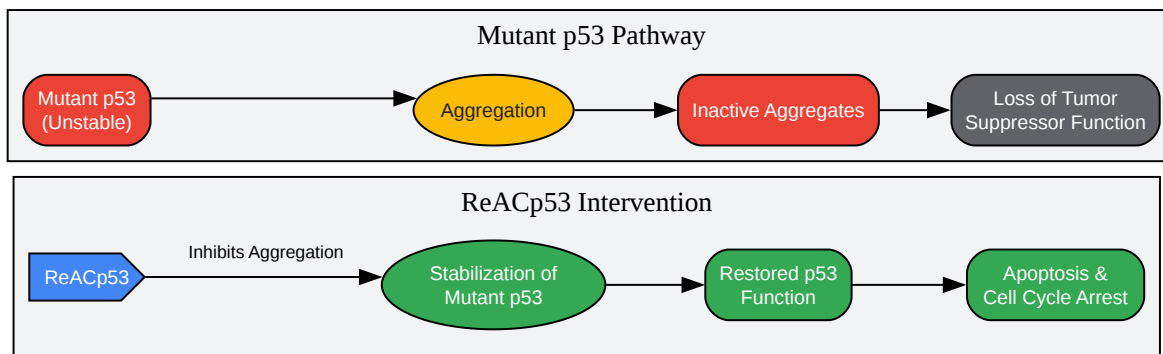 Mutant p53 Pathway
Mutant p53
(Unstable)
Aggregation
Inactive Aggregates
Loss of Tumor
Suppressor Function
ReACp53 Intervention
ReACp53
Inhibits Aggregation
Stabilization of
Mutant p53
Restored p53
Function
Apoptosis &
Cell Cycle Arrest